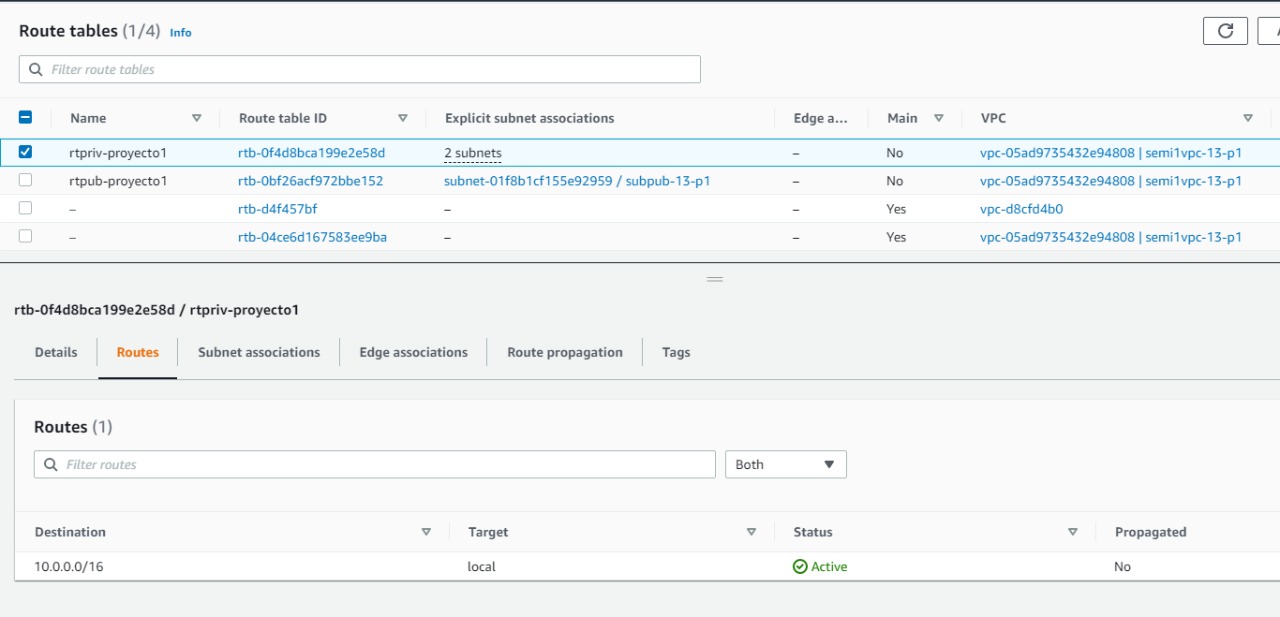 Route tables (1/4) Info
Filter route tables
Name Route table ID Explicit subnet associations Edge a... Main VPC
rtpriv-proyecto1 rtb-0f4d8bca199e2e58d 2 subnets – No vpc-05ad9735432e94808 | semi1vpc-13-p1
rtpub-proyecto1 rtb-0bf26acf972bbe152 subnet-01f8b1cf155e92959 / subpub-13-p1 – No vpc-05ad9735432e94808 | semi1vpc-13-p1
– rtb-d4f457bf – – Yes vpc-d8cfd4b0
– rtb-04ce6d167583ee9ba – – Yes vpc-05ad9735432e94808 | semi1vpc-13-p1
rtb-0f4d8bca199e2e58d / rtpriv-proyecto1
Details Routes Subnet associations Edge associations Route propagation Tags
Routes (1)
Filter routes Both
Destination Target Status Propagated
10.0.0.0/16 local Active No